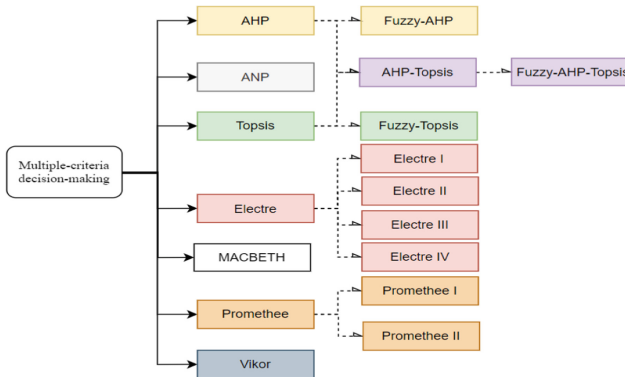 AHP
Fuzzy-AHP
ANP
AHP-Topsis
Fuzzy-AHP-Topsis
Topsis
Fuzzy-Topsis
Multiple-criteria
decision-making
Electre I
Electre II
Electre
Electre III
MACBETH
Electre IV
Promethee I
Promethee
Promethee II
Vikor